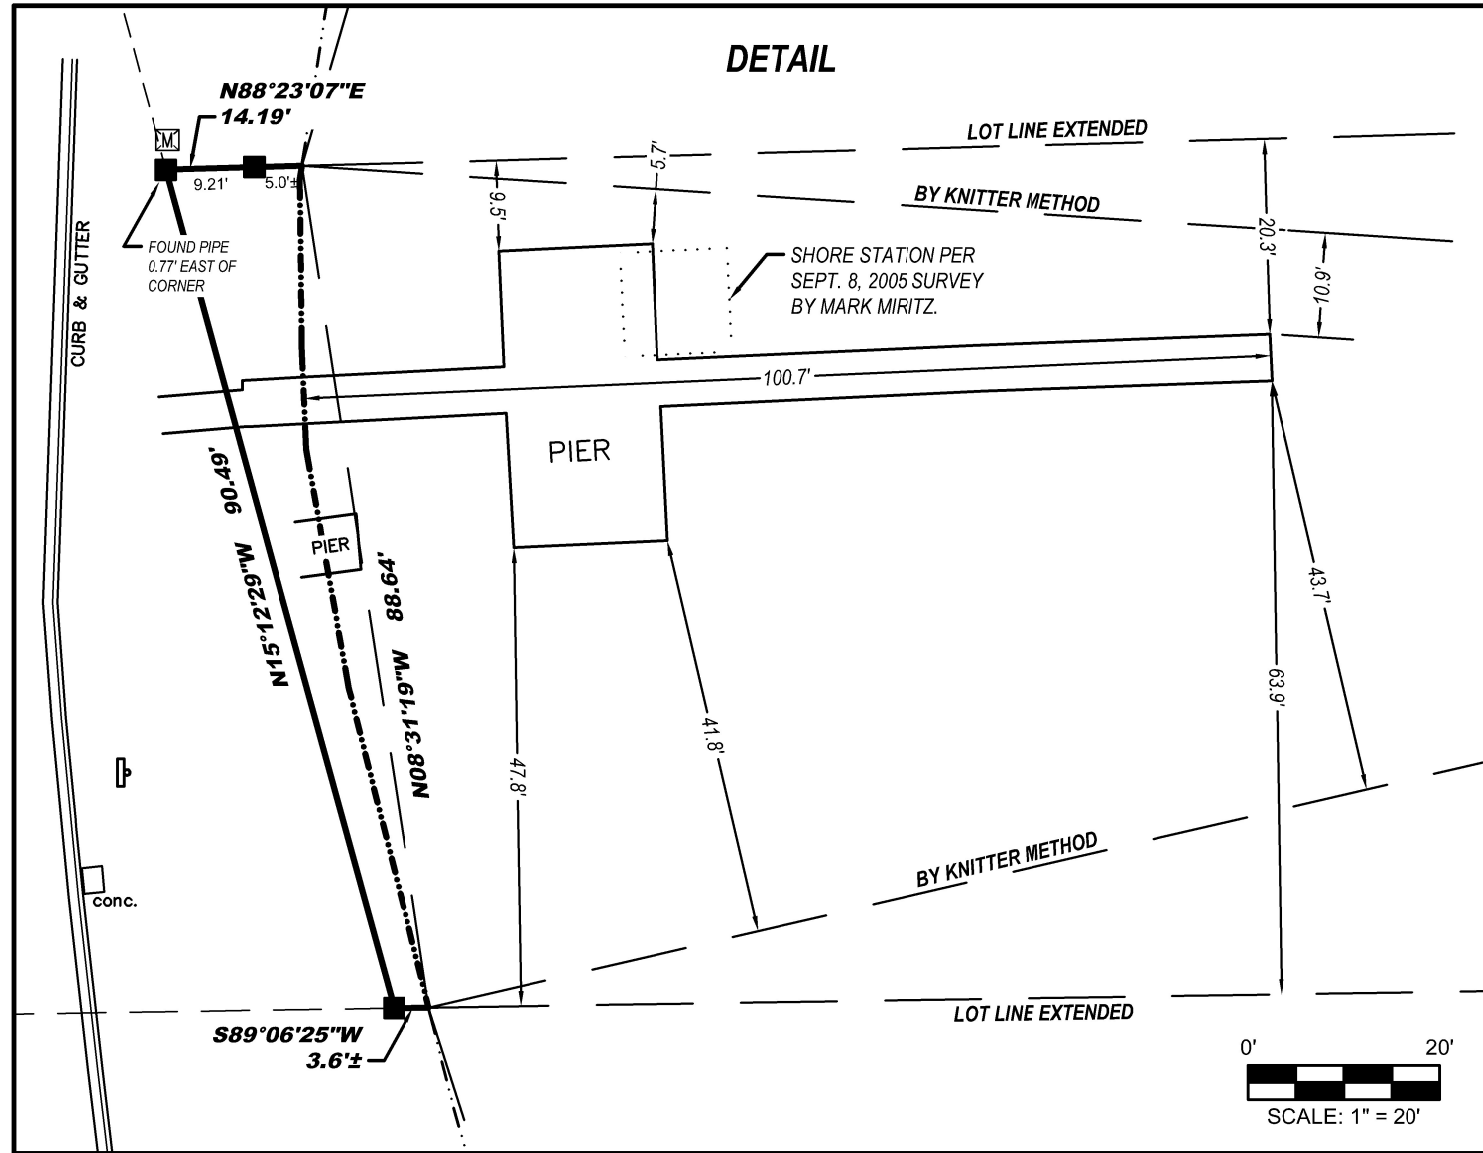 DETAIL
N88°23'07"E
14.19'
LOT LINE EXTENDED
M
9.21'
5.0'±
9.5'
5.7'
BY KNITTER METHOD
20.3'
10.9'
FOUND PIPE
0.77' EAST OF
CORNER
CURB & GUTTER
SHORE STATION PER
SEPT. 8, 2005 SURVEY
BY MARK MIRITZ.
100.7'
PIER
N15°12'29"W 90.49'
PIER
N08°31'19"W 88.64'
43.7'
63.9'
41.8'
47.8'
BY KNITTER METHOD
conc.
LOT LINE EXTENDED
S89°06'25"W
3.6'±
0' 20'
SCALE: 1" = 20'